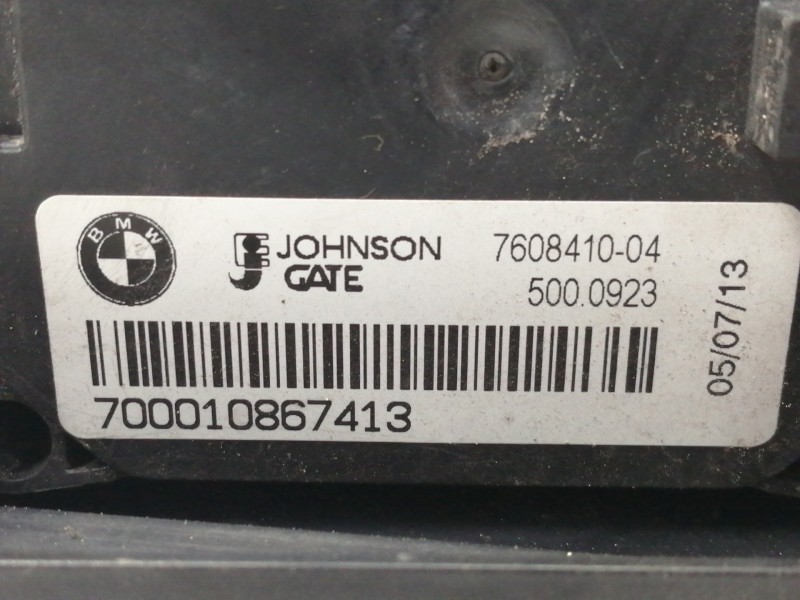 BMW
JOHNSON
GATE
7608410-04
500.0923
05/07/13
700010867413